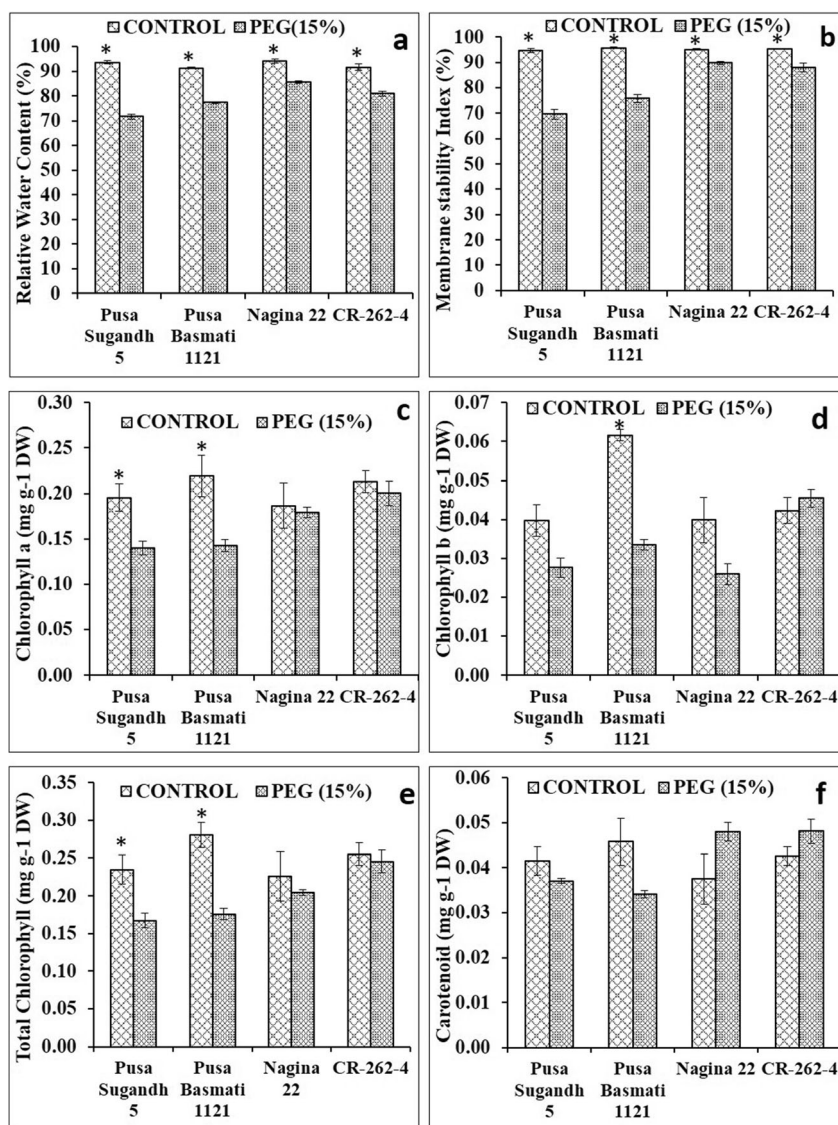 CONTROL PEG(15%)
a
Relative Water Content (%)
100
90
80
70
60
50
40
30
20
10
0
* * * *
Pusa Sugandh 5
Pusa Basmati 1121
Nagina 22
CR-262-4
CONTROL PEG (15%)
b
Membrane stability Index (%)
100
90
80
70
60
50
40
30
20
10
0
* * * *
Pusa Sugandh 5
Pusa Basmati 1121
Nagina 22
CR-262-4
CONTROL PEG (15%)
c
Chlorophyll a (mg g-1 DW)
0.30
0.25
0.20
0.15
0.10
0.05
0.00
* *
Pusa Sugandh 5
Pusa Basmati 1121
Nagina 22
CR-262-4
CONTROL PEG (15%)
d
Chlorophyll b (mg g-1 DW)
0.07
0.06
0.05
0.04
0.03
0.02
0.01
0.00
*
Pusa Sugandh 5
Pusa Basmati 1121
Nagina 22
CR-262-4
CONTROL PEG (15%)
e
Total Chlorophyll (mg g-1 DW)
0.35
0.30
0.25
0.20
0.15
0.10
0.05
0.00
* *
Pusa Sugandh 5
Pusa Basmati 1121
Nagina 22
CR-262-4
CONTROL PEG (15%)
f
Carotenoid (mg g-1 DW)
0.06
0.05
0.04
0.03
0.02
0.01
0.00
Pusa Sugandh 5
Pusa Basmati 1121
Nagina 22
CR-262-4